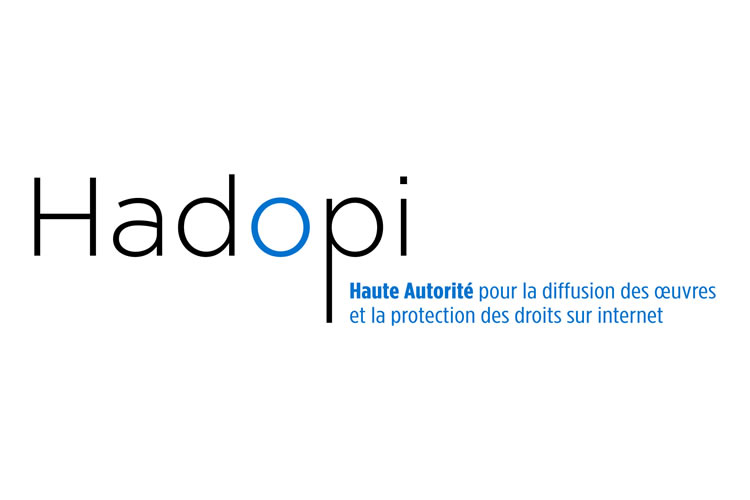 Hadopi
Haute Autorité pour la diffusion des œuvres
et la protection des droits sur internet